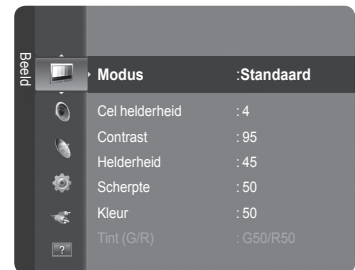 Beeld
Modus :Standaard
Cel helderheid : 4
Contrast : 95
Helderheid : 45
Scherpte : 50
Kleur : 50
Tint (G/R) : G50/R50
?